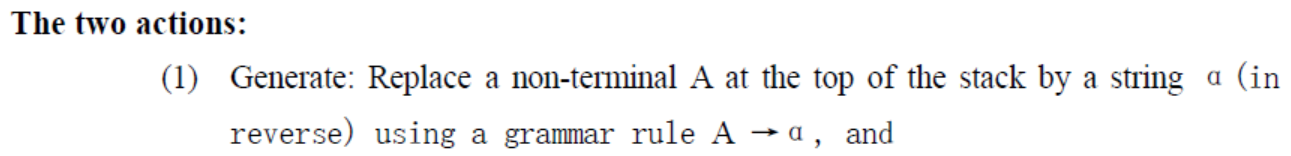 The two actions:
(1) Generate: Replace a non-terminal A at the top of the stack by a string α (in
reverse) using a grammar rule A →α, and